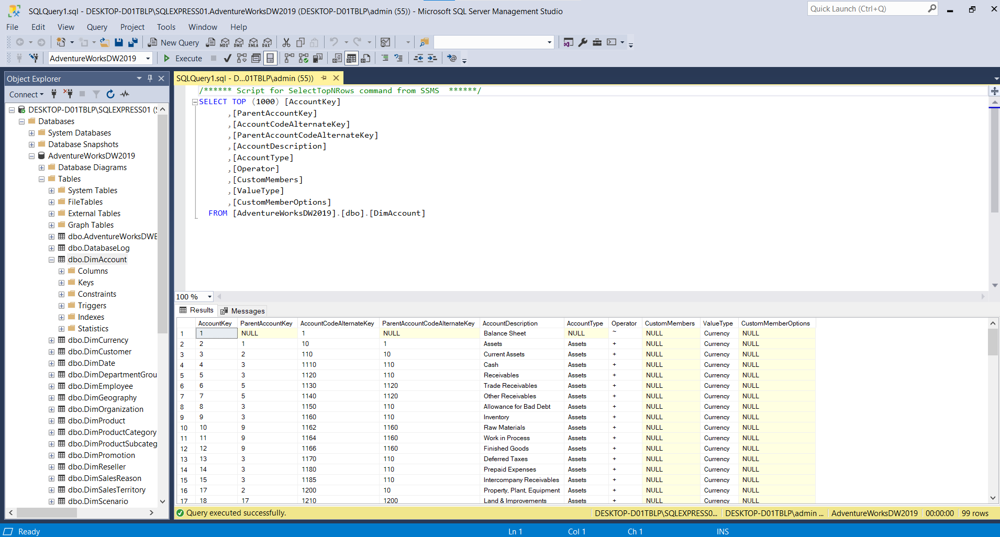 SQLQuery1.sql - DESKTOP-D01TBLP\SQLEXPRESS01.AdventureWorksDW2019 (DESKTOP-D01TBLP\admin (55)) - Microsoft SQL Server Management Studio
Quick Launch (Ctrl+Q)
File Edit View Query Project Tools Window Help
New Query MDX DMX XMLA DAX
AdventureWorksDW2019 Execute
Object Explorer
Connect
DESKTOP-D01TBLP\SQLEXPRESS01 (S
Databases
System Databases
Database Snapshots
AdventureWorksDW2019
Database Diagrams
Tables
System Tables
FileTables
External Tables
Graph Tables
dbo.AdventureWorksDWB
dbo.DatabaseLog
dbo.DimAccount
Columns
Keys
Constraints
Triggers
Indexes
Statistics
dbo.DimCurrency
dbo.DimCustomer
dbo.DimDate
dbo.DimDepartmentGrou
dbo.DimEmployee
dbo.DimGeography
dbo.DimOrganization
dbo.DimProduct
dbo.DimProductCategory
dbo.DimProductSubcateg
dbo.DimPromotion
dbo.DimReseller
dbo.DimSalesReason
dbo.DimSalesTerritory
dbo.DimScenario
SQLQuery1.sql - D...01TBLP\admin (55))
/****** Script for SelectTopNRows command from SSMS  ******/
SELECT TOP (1000) [AccountKey]
,[ParentAccountKey]
,[AccountCodeAlternateKey]
,[ParentAccountCodeAlternateKey]
,[AccountDescription]
,[AccountType]
,[Operator]
,[CustomMembers]
,[ValueType]
,[CustomMemberOptions]
FROM [AdventureWorksDW2019].[dbo].[DimAccount]
100 %
Results Messages
AccountKey ParentAccountKey AccountCodeAlternateKey ParentAccountCodeAlternateKey AccountDescription AccountType Operator CustomMembers ValueType CustomMemberOptions
1 1 NULL 1 NULL Balance Sheet NULL ~ NULL Currency NULL
2 2 1 10 1 Assets Assets + NULL Currency NULL
3 3 2 110 10 Current Assets Assets + NULL Currency NULL
4 4 3 1110 110 Cash Assets + NULL Currency NULL
5 5 3 1120 110 Receivables Assets + NULL Currency NULL
6 6 5 1130 1120 Trade Receivables Assets + NULL Currency NULL
7 7 5 1140 1120 Other Receivables Assets + NULL Currency NULL
8 8 3 1150 110 Allowance for Bad Debt Assets + NULL Currency NULL
9 9 3 1160 110 Inventory Assets + NULL Currency NULL
10 10 9 1162 1160 Raw Materials Assets + NULL Currency NULL
11 11 9 1164 1160 Work in Process Assets + NULL Currency NULL
12 12 9 1166 1160 Finished Goods Assets + NULL Currency NULL
13 13 3 1170 110 Deferred Taxes Assets + NULL Currency NULL
14 14 3 1180 110 Prepaid Expenses Assets + NULL Currency NULL
15 15 3 1185 110 Intercompany Receivables Assets + NULL Currency NULL
16 17 2 1200 10 Property, Plant, Equipment Assets + NULL Currency NULL
17 18 17 1210 1200 Land & Improvements Assets + NULL Currency NULL
Query executed successfully. DESKTOP-D01TBLP\SQLEXPRESS0... DESKTOP-D01TBLP\admin ... AdventureWorksDW2019 00:00:00 99 rows
Ready Ln 1 Col 1 Ch 1 INS